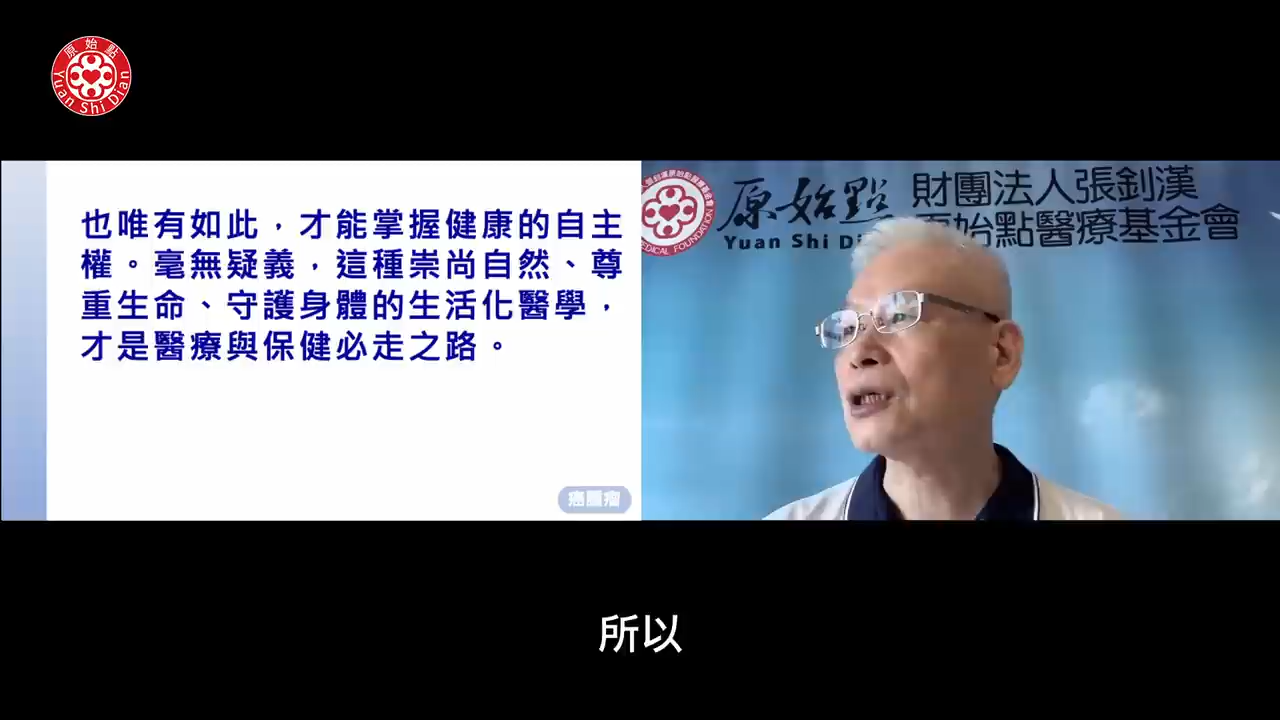 原始點
Yuan Shi Dian
也唯有如此，才能掌握健康的自主
權。毫無疑義，這種崇尚自然、尊
重生命、守護身體的生活化醫學，
才是醫療與保健必走之路。
癌腫瘤
原始點
Yuan Shi Di
財團法人張釗漢
原始點醫療基金會
所以